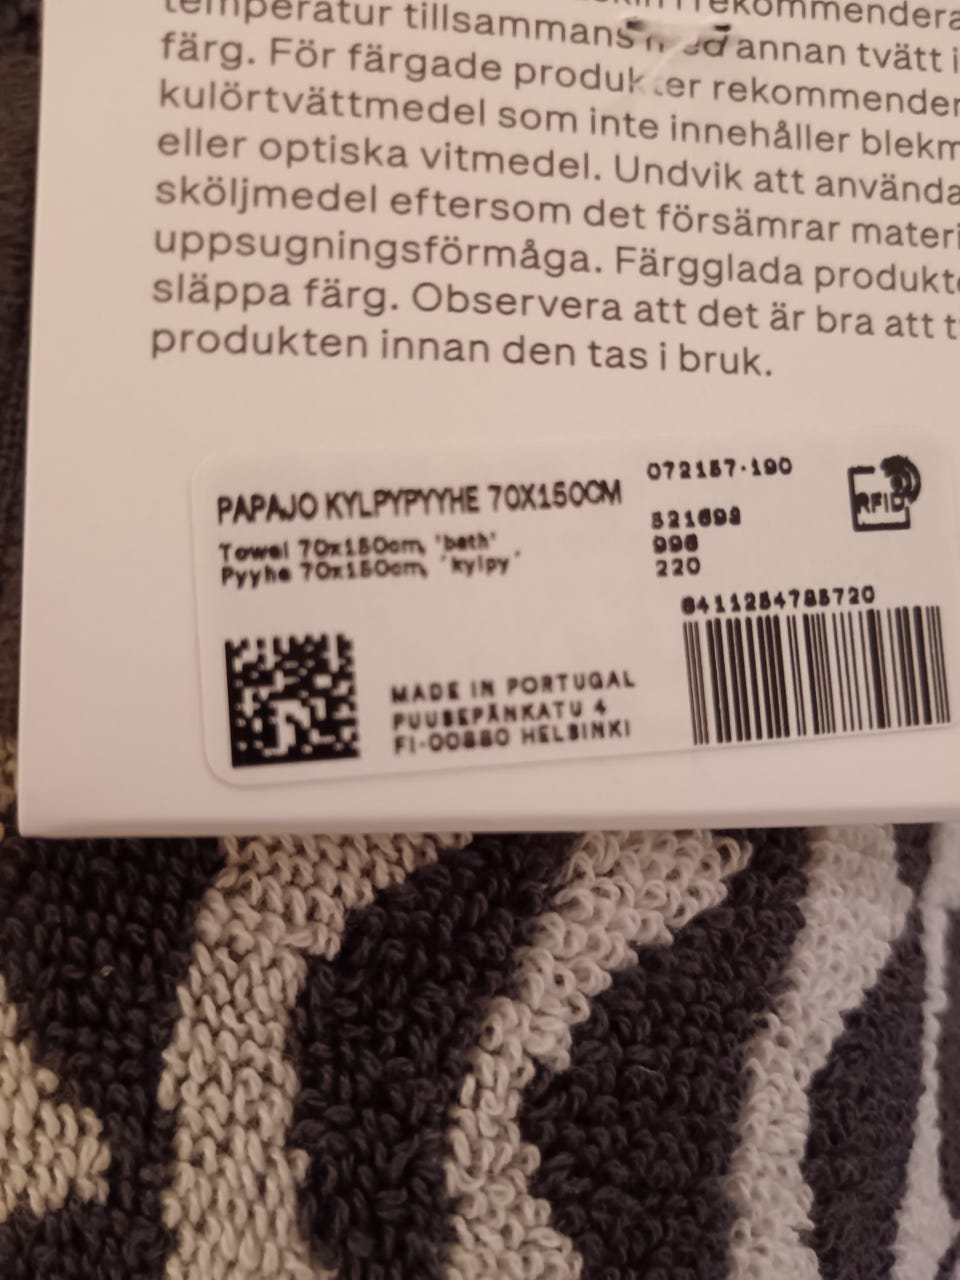 temperatur tillsammans med annan tvätt i
färg. För färgade produkter rekommender
kulörtvättmedel som inte innehåller blekm
eller optiska vitmedel. Undvik att använda
sköljmedel eftersom det försämrar materi
uppsugningsförmåga. Färgglada produkte
släppa färg. Observera att det är bra att t
produkten innan den tas i bruk.
PAPAJO KYLPYPYYHE 70X150CM
Towel 70x150cm, 'bath'
Pyyhe 70x150cm, 'kylpy'
072157-190
996
220
RFID
MADE IN PORTUGAL
PUUSEPÄNKATU 4
FI-00880 HELSINKI